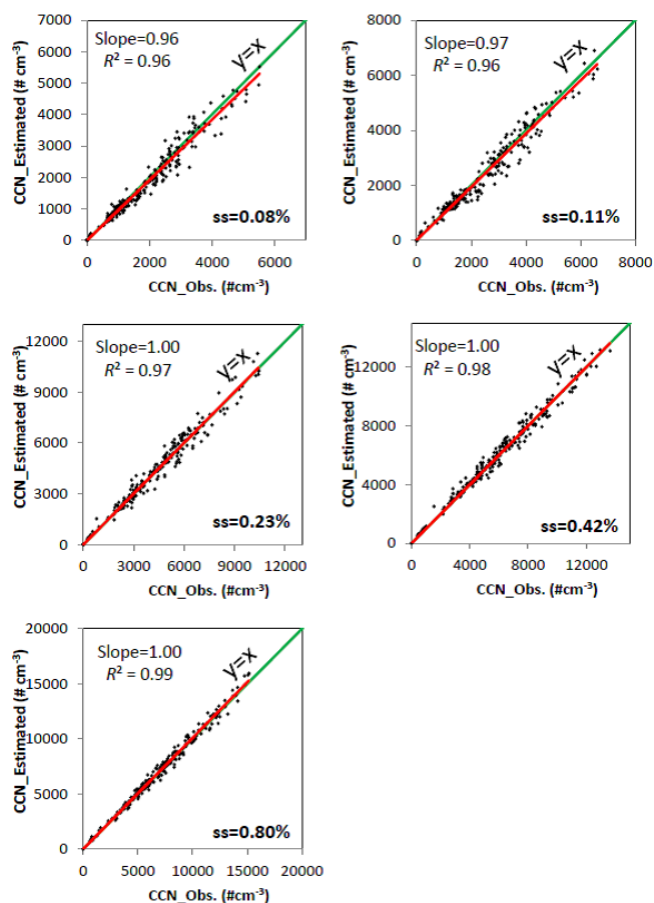 7000
6000
5000
4000
3000
2000
1000
0
CCN_Estimated (# cm-3)
Slope=0.96
R² = 0.96
y=x
ss=0.08%
0 2000 4000 6000
CCN_Obs. (#cm-3)
8000
6000
4000
2000
0
CCN_Estimated (# cm-3)
Slope=0.97
R² = 0.96
y=x
ss=0.11%
0 2000 4000 6000 8000
CCN_Obs. (#cm-3)
12000
9000
6000
3000
0
CCN_Estimated (# cm-3)
Slope=1.00
R² = 0.97
y=x
ss=0.23%
0 3000 6000 9000 12000
CCN_Obs. (#cm-3)
12000
8000
4000
0
CCN_Estimated (# cm-3)
Slope=1.00
R² = 0.98
y=x
ss=0.42%
0 4000 8000 12000
CCN_Obs. (#cm-3)
20000
15000
10000
5000
0
CCN_Estimated (# cm-3)
Slope=1.00
R² = 0.99
y=x
ss=0.80%
0 5000 10000 15000 20000
CCN_Obs. (#cm-3)